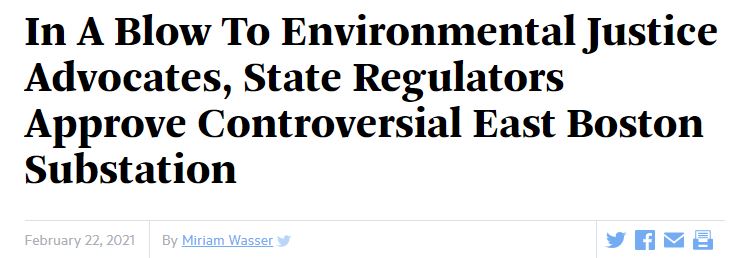 In A Blow To Environmental Justice
Advocates, State Regulators
Approve Controversial East Boston
Substation
February 22, 2021 By Miriam Wasser